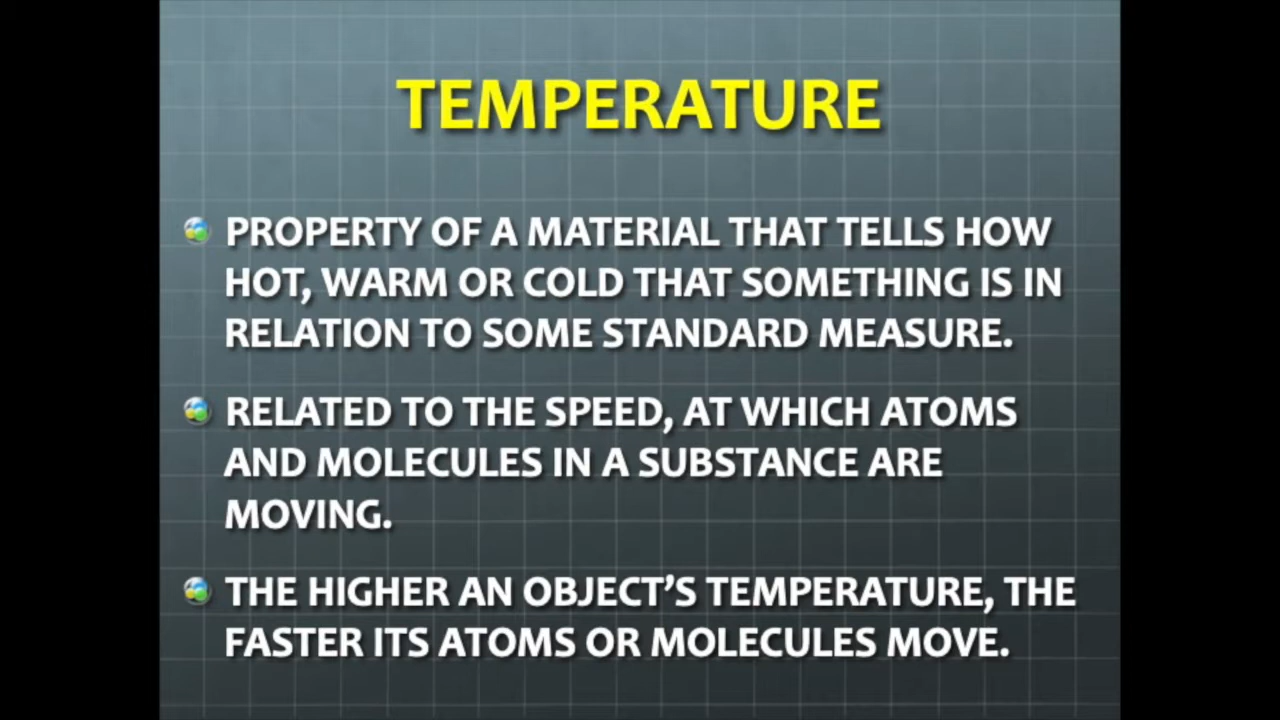 TEMPERATURE
PROPERTY OF A MATERIAL THAT TELLS HOW
HOT, WARM OR COLD THAT SOMETHING IS IN
RELATION TO SOME STANDARD MEASURE.
RELATED TO THE SPEED, AT WHICH ATOMS
AND MOLECULES IN A SUBSTANCE ARE
MOVING.
THE HIGHER AN OBJECT’S TEMPERATURE, THE
FASTER ITS ATOMS OR MOLECULES MOVE.